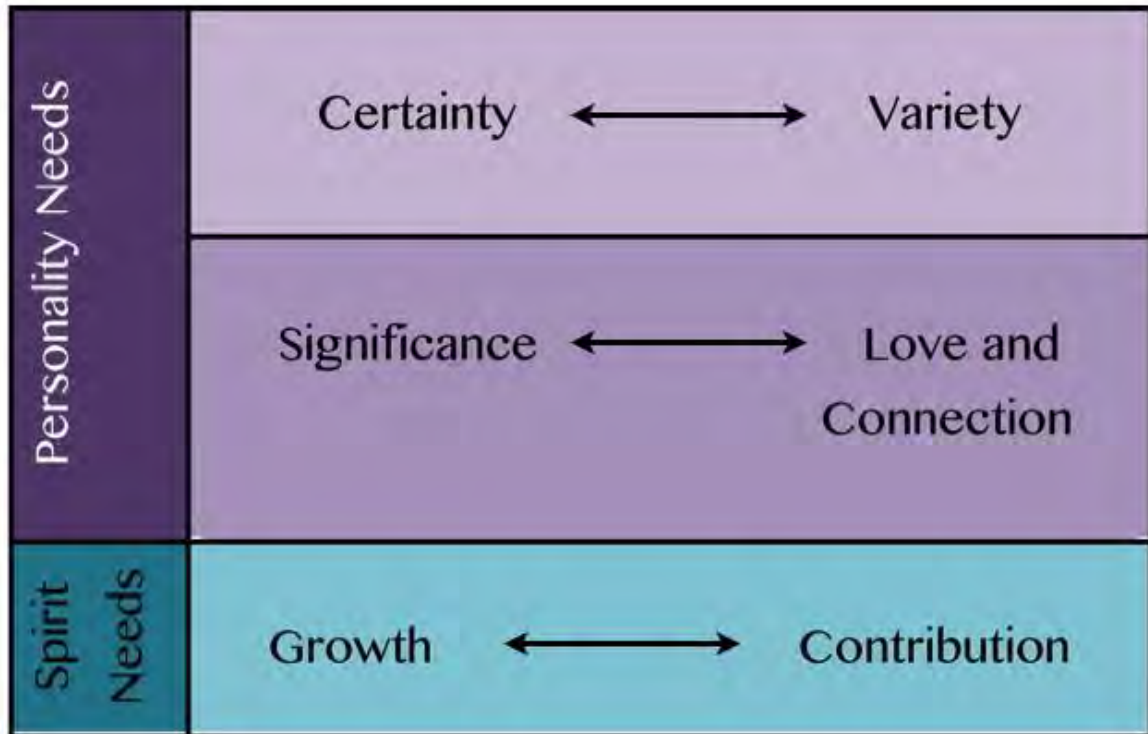 Personality Needs
Certainty
Variety
Significance
Love and
Connection
Spirit
Needs
Growth
Contribution